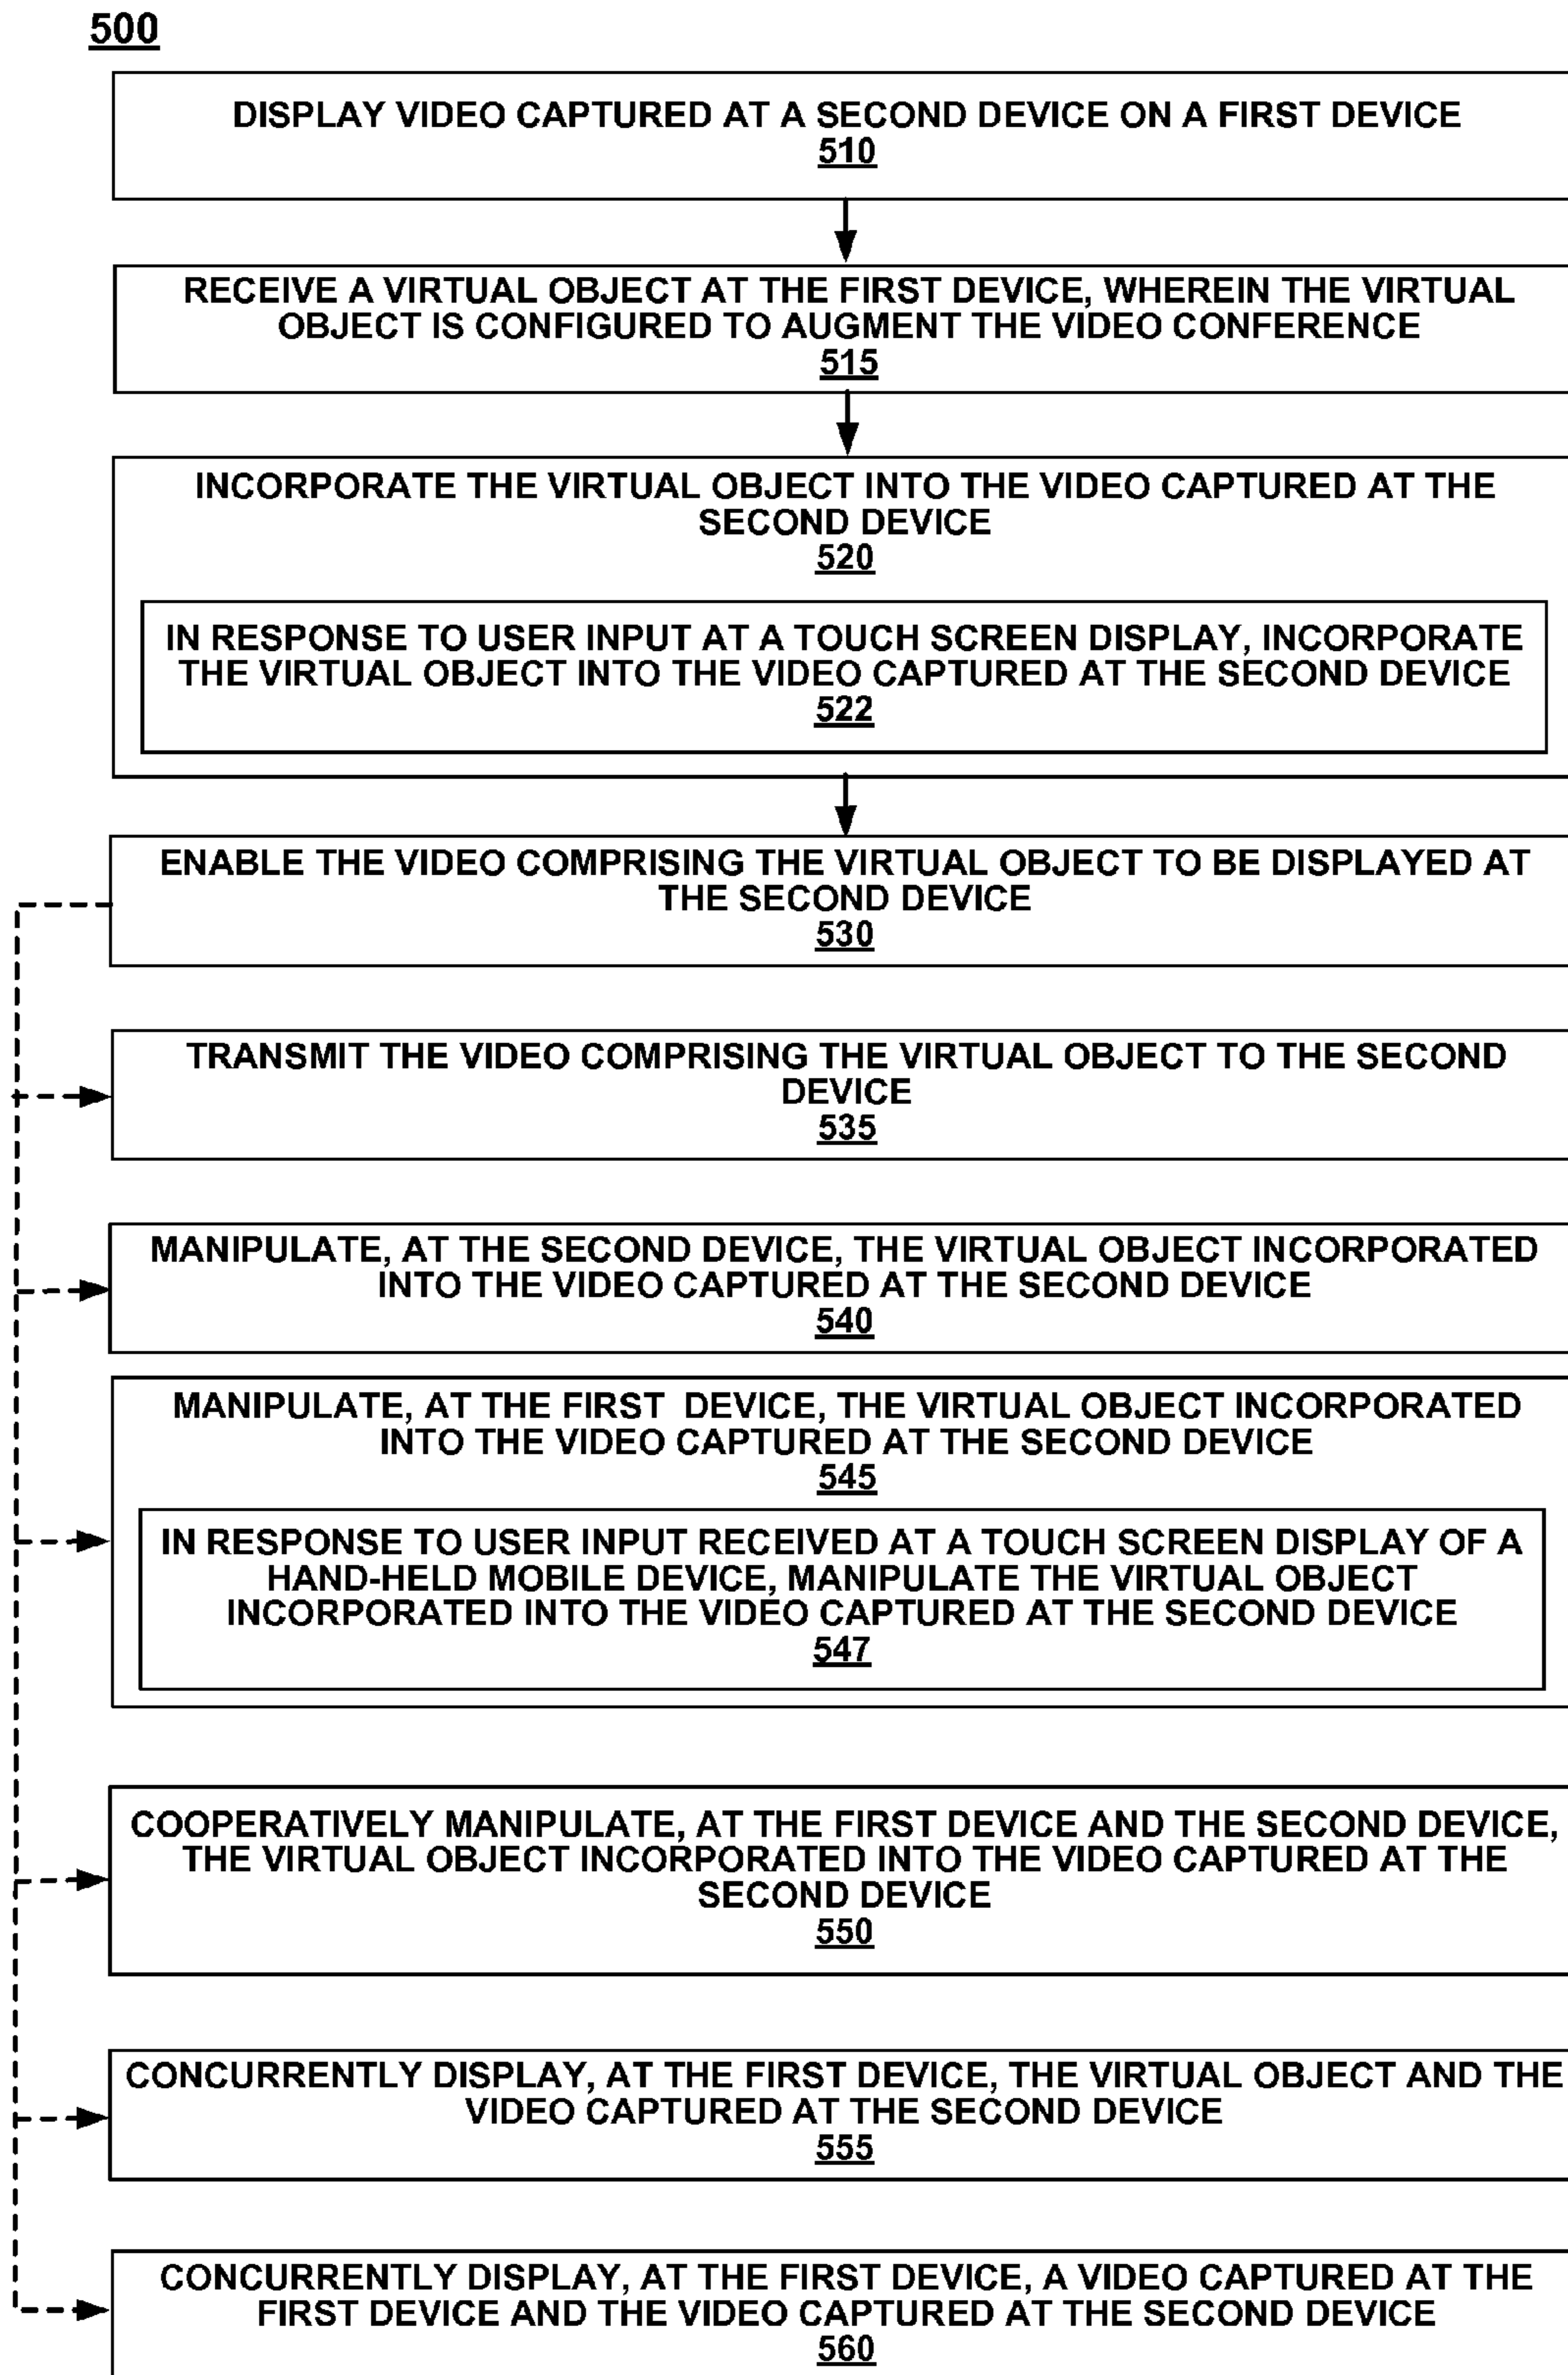 500
DISPLAY VIDEO CAPTURED AT A SECOND DEVICE ON A FIRST DEVICE
510
RECEIVE A VIRTUAL OBJECT AT THE FIRST DEVICE, WHEREIN THE VIRTUAL
OBJECT IS CONFIGURED TO AUGMENT THE VIDEO CONFERENCE
515
INCORPORATE THE VIRTUAL OBJECT INTO THE VIDEO CAPTURED AT THE
SECOND DEVICE
520
IN RESPONSE TO USER INPUT AT A TOUCH SCREEN DISPLAY, INCORPORATE
THE VIRTUAL OBJECT INTO THE VIDEO CAPTURED AT THE SECOND DEVICE
522
ENABLE THE VIDEO COMPRISING THE VIRTUAL OBJECT TO BE DISPLAYED AT
THE SECOND DEVICE
530
TRANSMIT THE VIDEO COMPRISING THE VIRTUAL OBJECT TO THE SECOND
DEVICE
535
MANIPULATE, AT THE SECOND DEVICE, THE VIRTUAL OBJECT INCORPORATED
INTO THE VIDEO CAPTURED AT THE SECOND DEVICE
540
MANIPULATE, AT THE FIRST DEVICE, THE VIRTUAL OBJECT INCORPORATED
INTO THE VIDEO CAPTURED AT THE SECOND DEVICE
545
IN RESPONSE TO USER INPUT RECEIVED AT A TOUCH SCREEN DISPLAY OF A
HAND-HELD MOBILE DEVICE, MANIPULATE THE VIRTUAL OBJECT
INCORPORATED INTO THE VIDEO CAPTURED AT THE SECOND DEVICE
547
COOPERATIVELY MANIPULATE, AT THE FIRST DEVICE AND THE SECOND DEVICE,
THE VIRTUAL OBJECT INCORPORATED INTO THE VIDEO CAPTURED AT THE
SECOND DEVICE
550
CONCURRENTLY DISPLAY, AT THE FIRST DEVICE, THE VIRTUAL OBJECT AND THE
VIDEO CAPTURED AT THE SECOND DEVICE
555
CONCURRENTLY DISPLAY, AT THE FIRST DEVICE, A VIDEO CAPTURED AT THE
FIRST DEVICE AND THE VIDEO CAPTURED AT THE SECOND DEVICE
560